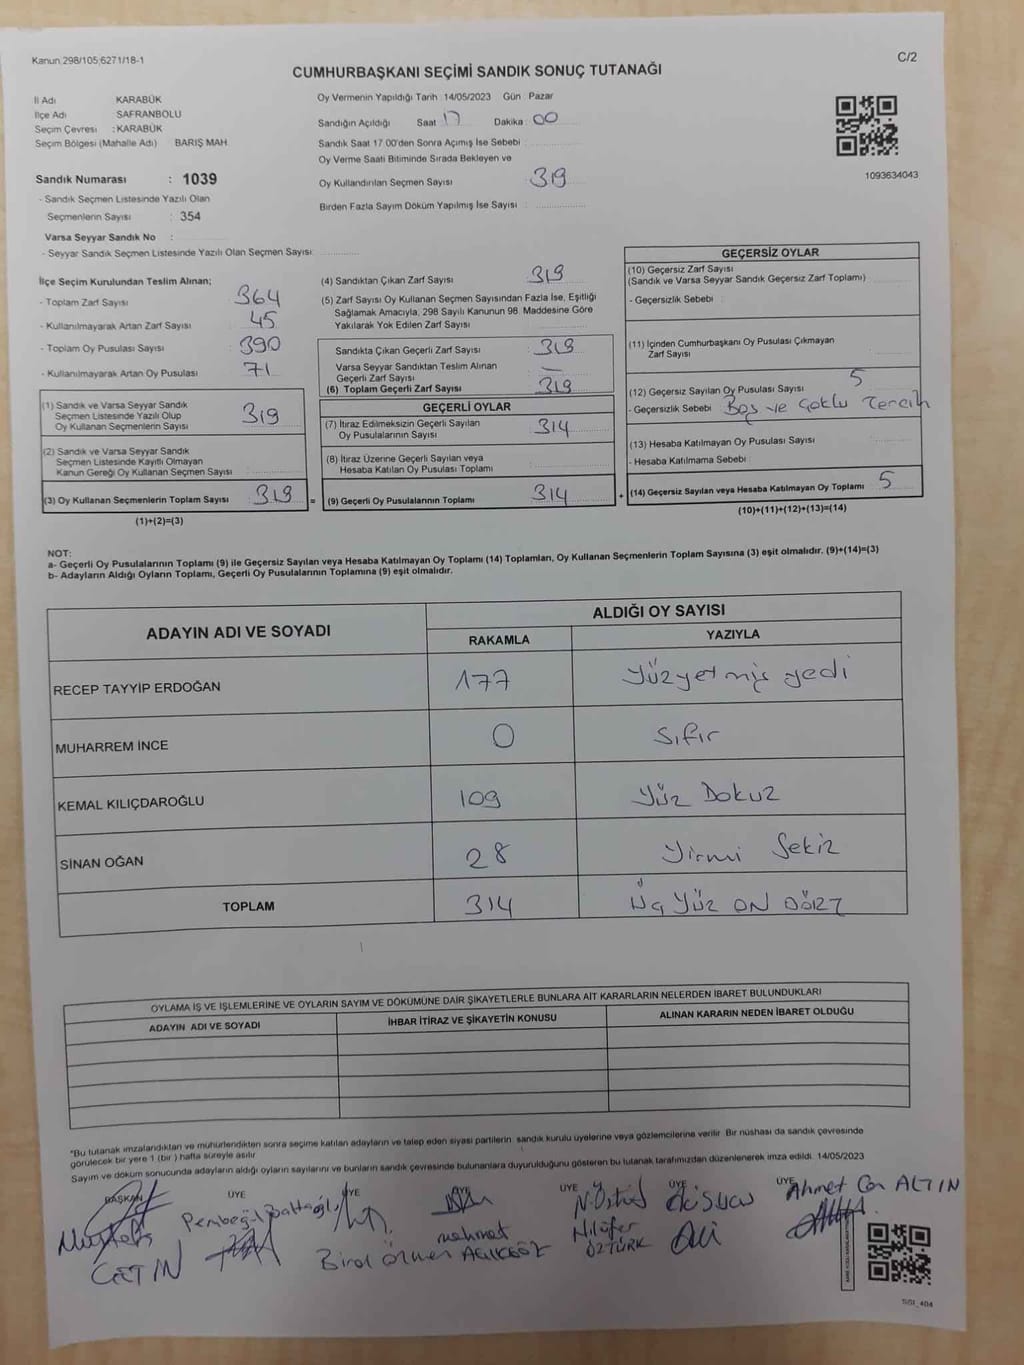 Kanun.298/105;6271/18-1
C/2
CUMHURBAŞKANI SEÇİMİ SANDIK SONUÇ TUTANAĞI
İl Adı KARABÜK
İlçe Adı SAFRANBOLU
Seçim Çevresi : KARABÜK
Seçim Bölgesi (Mahalle Adı) BARIŞ MAH.
Oy Vermenin Yapıldığı Tarih :14/05/2023 Gün : Pazar
Sandığın Açıldığı Saat 17 Dakika 00
Sandık Saat 17 00'den Sonra Açımış İse Sebebi :
Oy Verme Saati Bitiminde Sırada Bekleyen ve
Oy Kullandırılan Seçmen Sayısı : 319
Birden Fazla Sayım Döküm Yapılmış İse Sayısı :
1093634043
Sandık Numarası : 1039
- Sandık Seçmen Listesinde Yazılı Olan
Seçmenlerin Sayısı : 354
Varsa Seyyar Sandık No :
- Seyyar Sandık Seçmen Listesinde Yazılı Olan Seçmen Sayısı:
İlçe Seçim Kurulundan Teslim Alınan;
- Toplam Zarf Sayısı 364
- Kullanılmayarak Artan Zarf Sayısı 45
- Toplam Oy Pusulası Sayısı 390
- Kullanılmayarak Artan Oy Pusulası 71
(1) Sandık ve Varsa Seyyar Sandık
Seçmen Listesinde Yazılı Olup
Oy Kullanan Seçmenlerin Sayısı 319
(2) Sandık ve Varsa Seyyar Sandık
Seçmen Listesinde Kayıtlı Olmayan
Kanun Gereği Oy Kullanan Seçmen Sayısı
(3) Oy Kullanan Seçmenlerin Toplam Sayısı 319 =
(1)+(2)=(3)
(4) Sandıktan Çıkan Zarf Sayısı 319
(5) Zarf Sayısı Oy Kullanan Seçmen Sayısından Fazla İse, Eşitliği
Sağlamak Amacıyla, 298 Sayılı Kanunun 98. Maddesine Göre
Yakılarak Yok Edilen Zarf Sayısı
Sandıkta Çıkan Geçerli Zarf Sayısı 319
Varsa Seyyar Sandıktan Teslim Alınan
Geçerli Zarf Sayısı —
(6) Toplam Geçerli Zarf Sayısı 319
GEÇERLİ OYLAR
(7) İtiraz Edilmeksizin Geçerli Sayılan
Oy Pusulalarının Sayısı 314
(8) İtiraz Üzerine Geçerli Sayılan veya
Hesaba Katılan Oy Pusulası Toplamı
(9) Geçerli Oy Pusulalarının Toplamı 314 +
GEÇERSİZ OYLAR
(10) Geçersiz Zarf Sayısı
(Sandık ve Varsa Seyyar Sandık Geçersiz Zarf Toplamı)
- Geçersizlik Sebebi
(11) İçinden Cumhurbaşkanı Oy Pusulası Çıkmayan
Zarf Sayısı
(12) Geçersiz Sayılan Oy Pusulası Sayısı 5
- Geçersizlik Sebebi Boş ve Çoklu Tercih
(13) Hesaba Katılmayan Oy Pusulası Sayısı
- Hesaba Katılmama Sebebi
(14) Geçersiz Sayılan veya Hesaba Katılmayan Oy Toplamı 5
(10)+(11)+(12)+(13)=(14)
NOT:
a- Geçerli Oy Pusulalarının Toplamı (9) ile Geçersiz Sayılan veya Hesaba Katılmayan Oy Toplamı (14) Toplamları, Oy Kullanan Seçmenlerin Toplam Sayısına (3) eşit olmalıdır. (9)+(14)=(3)
b- Adayların Aldığı Oyların Toplamı, Geçerli Oy Pusulalarının Toplamına (9) eşit olmalıdır.
ADAYIN ADI VE SOYADI
ALDIĞI OY SAYISI
RAKAMLA YAZIYLA
RECEP TAYYİP ERDOĞAN 177 Yüzyetmiş yedi
MUHARREM İNCE 0 Sıfır
KEMAL KILIÇDAROĞLU 109 Yüz Dokuz
SİNAN OĞAN 28 Yirmi Sekiz
TOPLAM 314 Üç Yüz ON DÖRT
OYLAMA İŞ VE İŞLEMLERİNE VE OYLARIN SAYIM VE DÖKÜMÜNE DAİR ŞİKAYETLERLE BUNLARA AİT KARARLARIN NELERDEN İBARET BULUNDUKLARI
ADAYIN ADI VE SOYADI İHBAR İTİRAZ VE ŞİKAYETİN KONUSU ALINAN KARARIN NEDEN İBARET OLDUĞU
*Bu tutanak imzalandıktan ve mühürlendikten sonra seçime katılan adayların ve talep eden siyasi partilerin sandık kurulu üyelerine veya gözlemcilerine verilir. Bir nüshası da sandık çevresinde
görülecek bir yere 1 (bir) hafta süreyle asılır
Sayım ve döküm sonucunda adayların aldığı oyların sayılarını ve bunların sandık çevresinde bulunanlara duyurulduğunu gösteren bu tutanak tarafımızdan düzenlenerek imza edildi. 14/05/2023
BAŞKAN ÜYE ÜYE ÜYE ÜYE ÜYE ÜYE
ÇETİN
Birol
mehmet
AÇIKGÖZ
Nilüfer
ÖZTÜRK
Ali
Ahmet Can ALTIN